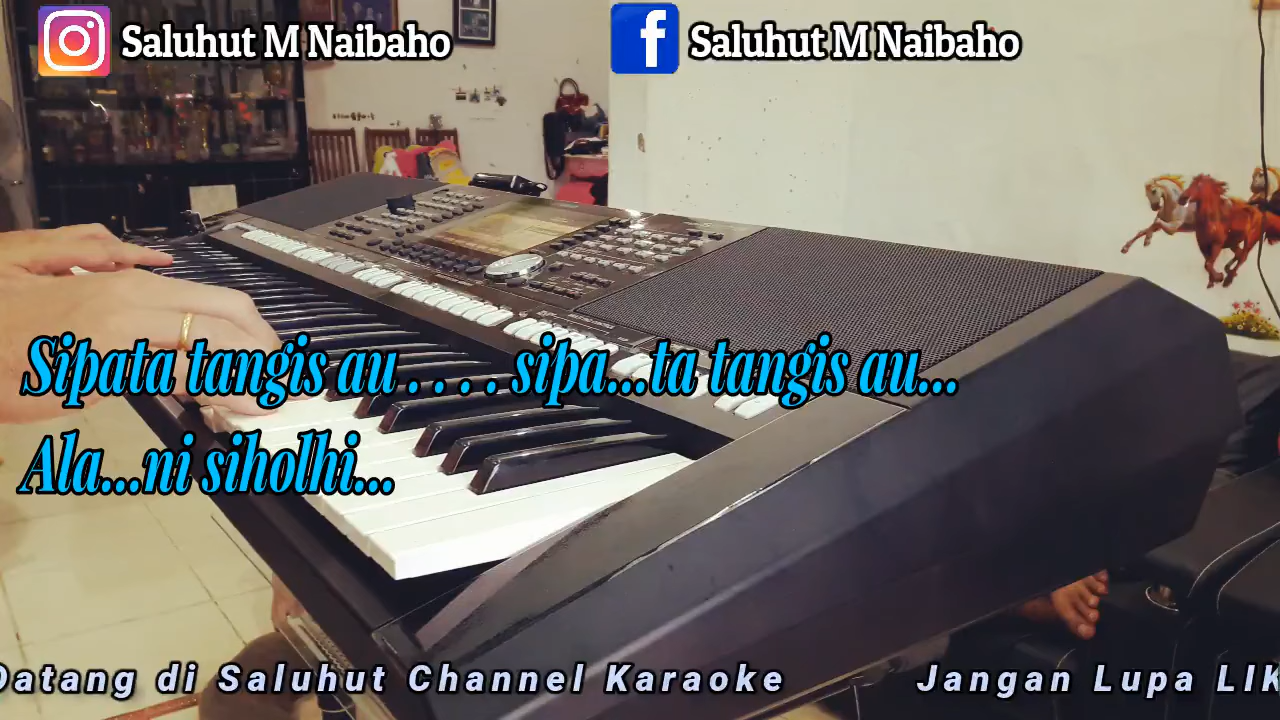 Saluhut M Naibaho
Saluhut M Naibaho
Sipata tangis au . . . . sipa...ta tangis au...
Ala...ni siholhi...
Datang di Saluhut Channel Karaoke Jangan Lupa LIK